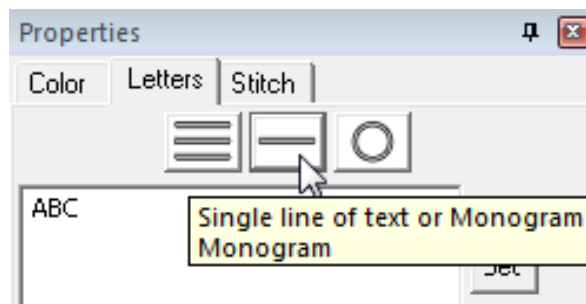 Properties
Color Letters Stitch
ABC
Single line of text or Monogram
Monogram